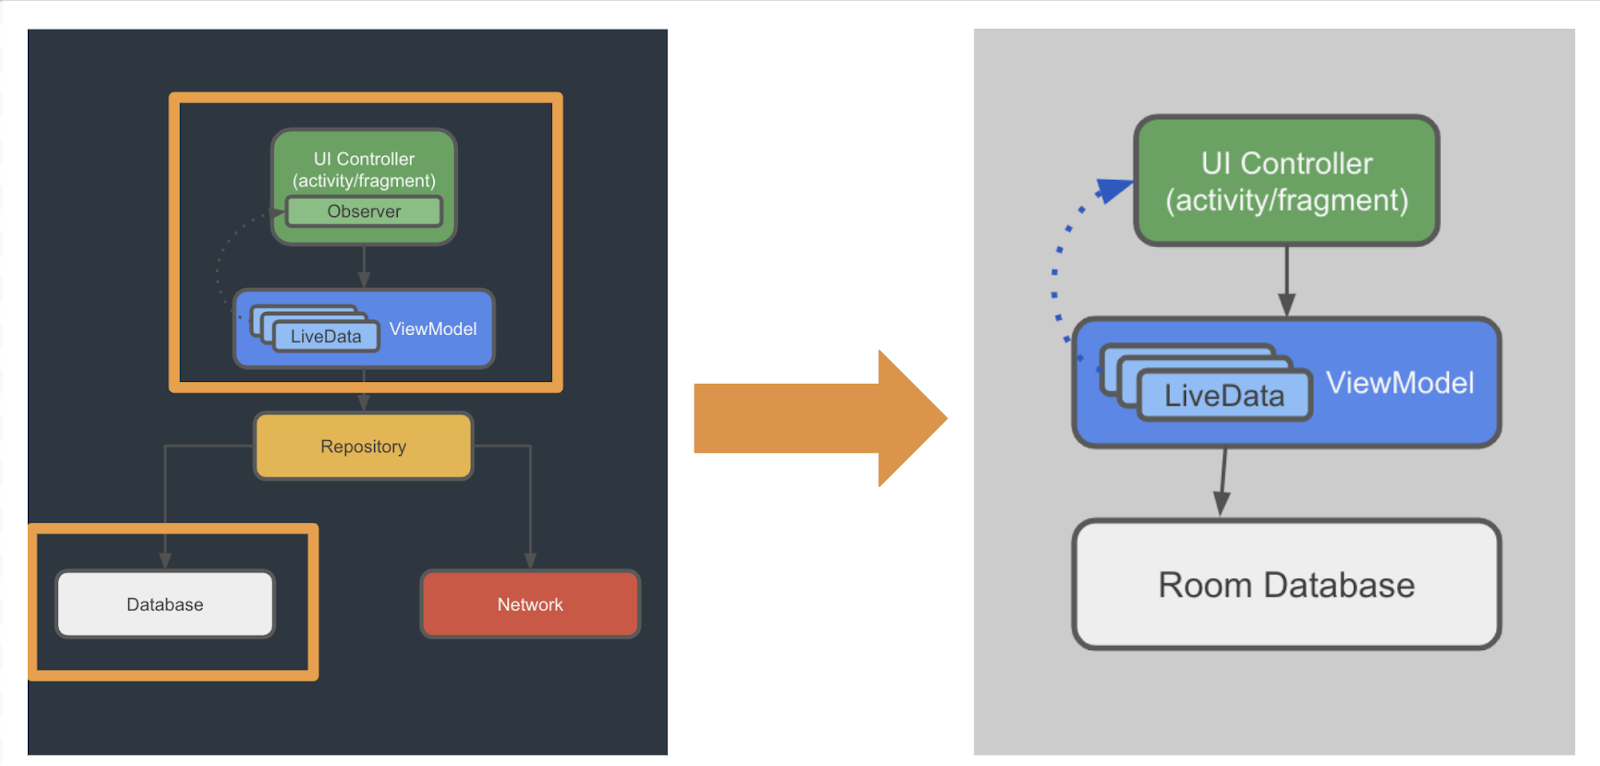 UI Controller
(activity/fragment)
Observer
LiveData
ViewModel
Repository
Database
Network
UI Controller
(activity/fragment)
LiveData
ViewModel
Room Database